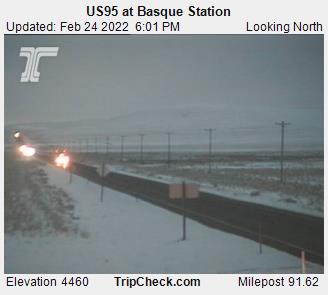 US95 at Basque Station
Updated: Feb 24 2022 6:01 PM Looking North
Elevation 4460 TripCheck.com Milepost 91.62